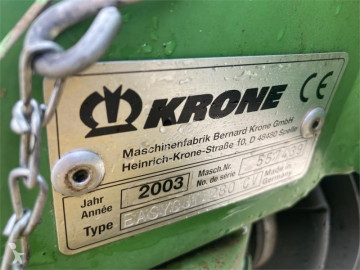 KRONE CE
Maschinenfabrik Bernard Krone GmbH
Heinrich-Krone-Straße 10, D 48480 Spelle
Jahr
Année
2003
Masch.Nr.
No. de série
Made in
Germany
Type